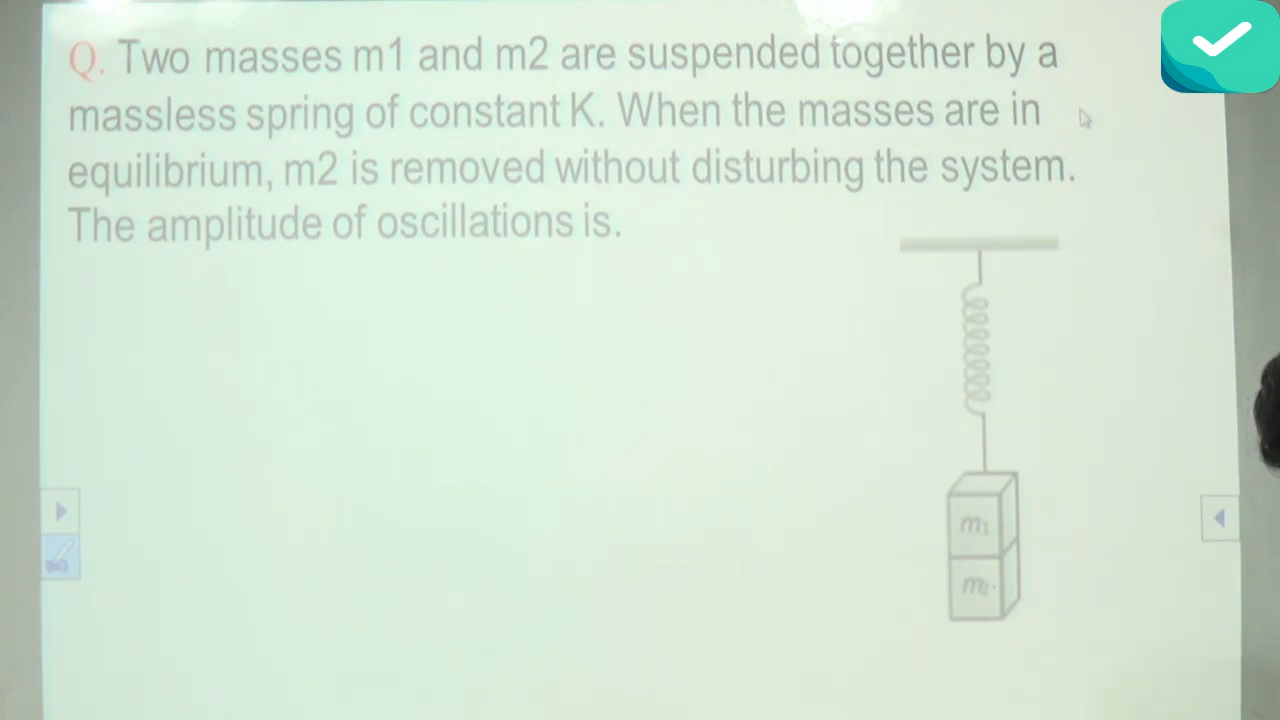 Q. Two masses m1 and m2 are suspended together by a
massless spring of constant K. When the masses are in
equilibrium, m2 is removed without disturbing the system.
The amplitude of oscillations is.
m₁
m₂